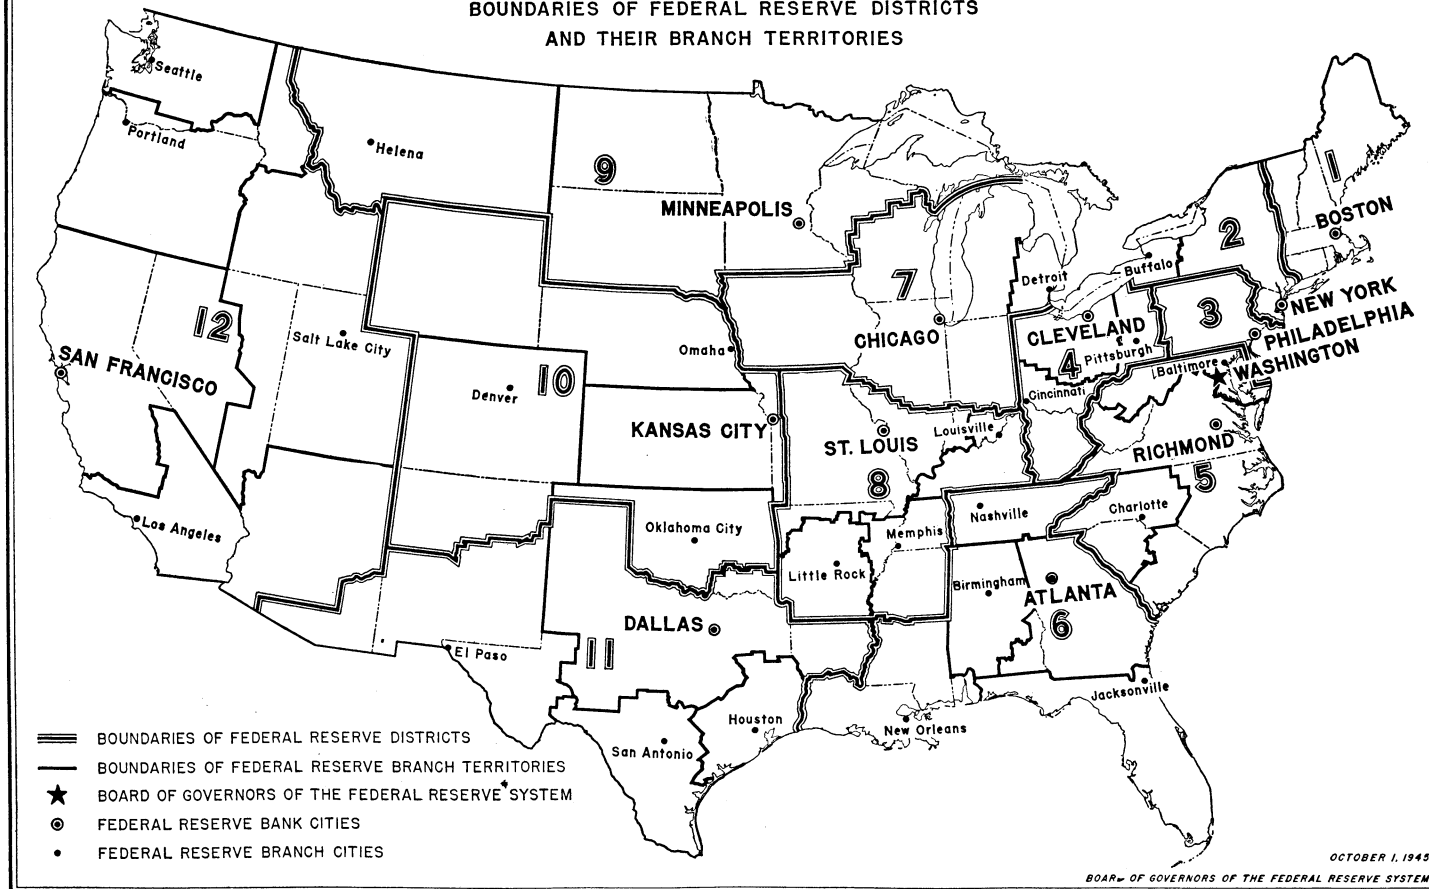 BOUNDARIES OF FEDERAL RESERVE DISTRICTS
AND THEIR BRANCH TERRITORIES
Seattle
Portland
Helena
9
MINNEAPOLIS
1
BOSTON
2
Buffalo
Detroit
7
CHICAGO
12
SAN FRANCISCO
Salt Lake City
Denver
10
Omaha
KANSAS CITY
CLEVELAND
4
Pittsburgh
Cincinnati
3
NEW YORK
PHILADELPHIA
WASHINGTON
Baltimore
RICHMOND
5
ST. LOUIS
8
Louisville
Los Angeles
Oklahoma City
Memphis
Nashville
Charlotte
Little Rock
Birmingham
ATLANTA
6
DALLAS
11
El Paso
Houston
San Antonio
New Orleans
Jacksonville
BOUNDARIES OF FEDERAL RESERVE DISTRICTS
BOUNDARIES OF FEDERAL RESERVE BRANCH TERRITORIES
BOARD OF GOVERNORS OF THE FEDERAL RESERVE SYSTEM
FEDERAL RESERVE BANK CITIES
FEDERAL RESERVE BRANCH CITIES
OCTOBER 1, 1945
BOARD OF GOVERNORS OF THE FEDERAL RESERVE SYSTEM